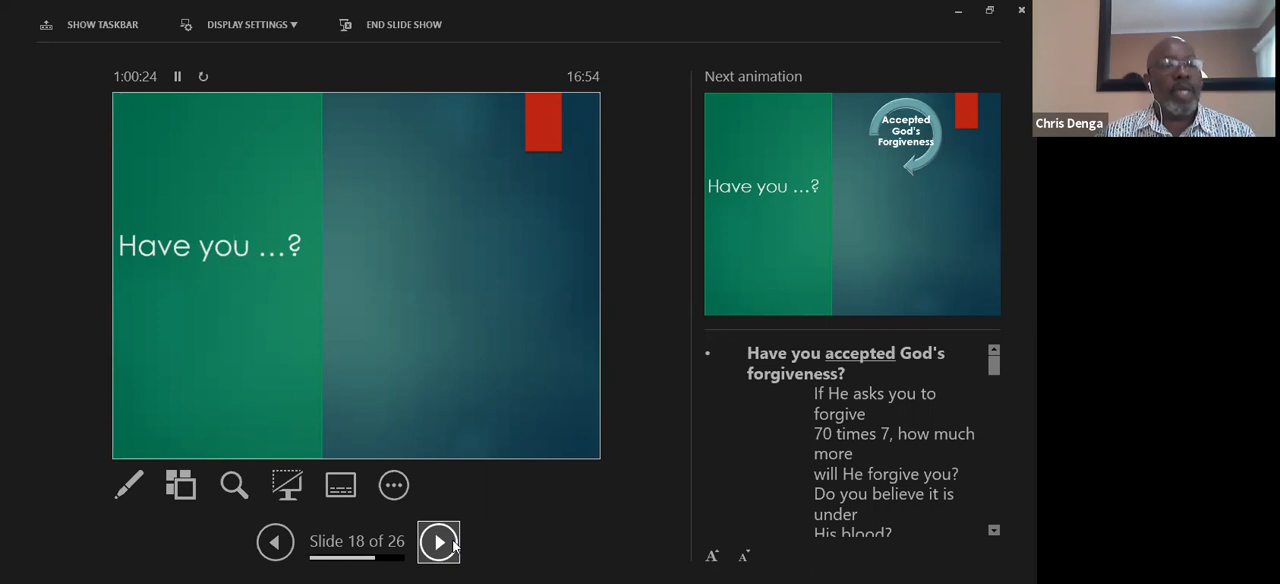 SHOW TASKBAR
DISPLAY SETTINGS ▼
END SLIDE SHOW
1:00:24
16:54
Have you ...?
Slide 18 of 26
Next animation
Accepted
God's
Forgiveness
Have you ...?
• Have you accepted God's
forgiveness?
If He asks you to
forgive
70 times 7, how much
more
will He forgive you?
Do you believe it is
under
His blood?
A A
Chris Denga